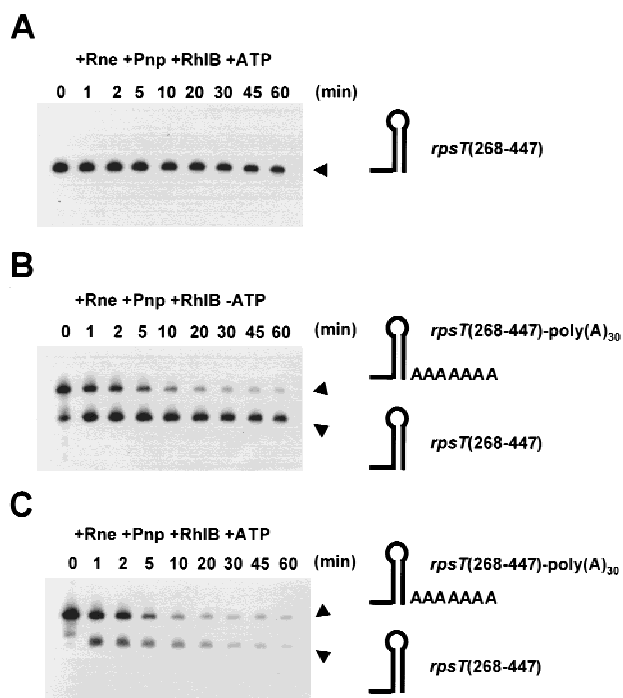 A
+Rne +Pnp +RhlB +ATP
0 1 2 5 10 20 30 45 60 (min)
rpsT(268-447)
B
+Rne +Pnp +RhlB -ATP
0 1 2 5 10 20 30 45 60 (min)
rpsT(268-447)-poly(A)₃₀
AAAAAAA
rpsT(268-447)
C
+Rne +Pnp +RhlB +ATP
0 1 2 5 10 20 30 45 60 (min)
rpsT(268-447)-poly(A)₃₀
AAAAAAA
rpsT(268-447)